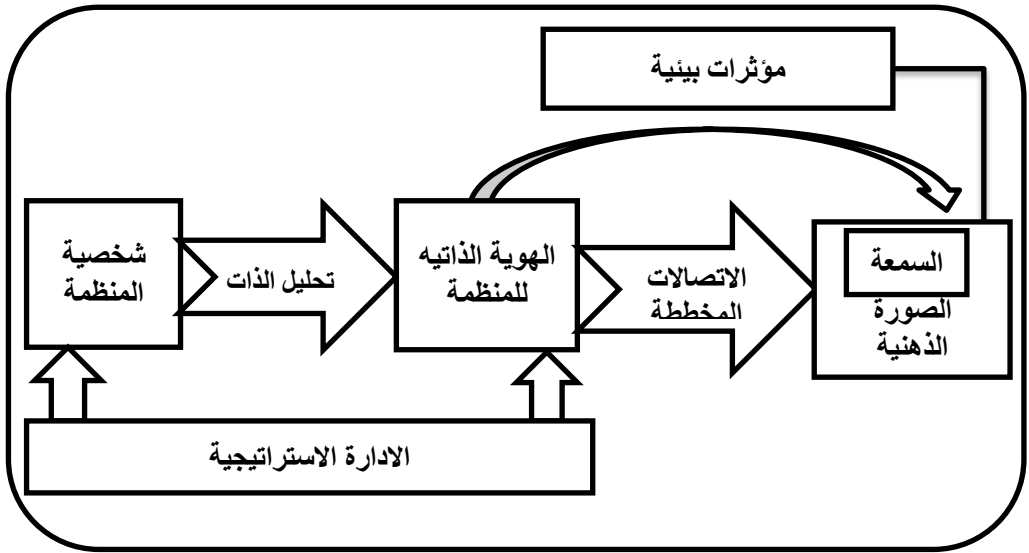 مؤثرات بيئية
شخصية
المنظمة
تحليل الذات
الهوية الذاتيه
للمنظمة
الاتصالات
المخططة
السمعة
الصورة
الذهنية
الادارة الاستراتيجية